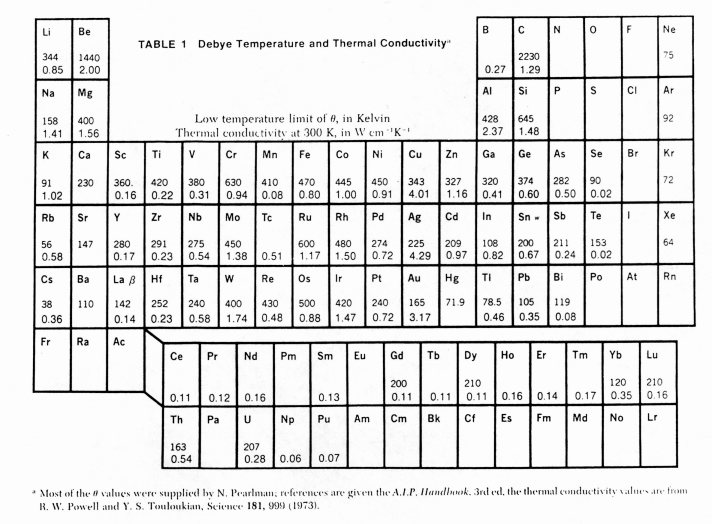 Li Be B C N O F Ne
TABLE 1 Debye Temperature and Thermal Conductivityᵃ
344 1440 2230 75
0.85 2.00 0.27 1.29
Na Mg Al Si P S Cl Ar
Low temperature limit of θ, in Kelvin
158 400 428 645 92
Thermal conductivity at 300 K, in W cm⁻¹K⁻¹
1.41 1.56 2.37 1.48
K Ca Sc Ti V Cr Mn Fe Co Ni Cu Zn Ga Ge As Se Br Kr
91 230 360. 420 380 630 410 470 445 450 343 327 320 374 282 90 72
1.02 0.16 0.22 0.31 0.94 0.08 0.80 1.00 0.91 4.01 1.16 0.41 0.60 0.50 0.02
Rb Sr Y Zr Nb Mo Tc Ru Rh Pd Ag Cd In Sn w Sb Te I Xe
56 147 280 291 275 450 600 480 274 225 209 108 200 211 153 64
0.58 0.17 0.23 0.54 1.38 0.51 1.17 1.50 0.72 4.29 0.97 0.82 0.67 0.24 0.02
Cs Ba La β Hf Ta W Re Os Ir Pt Au Hg Tl Pb Bi Po At Rn
38 110 142 252 240 400 430 500 420 240 165 71.9 78.5 105 119
0.36 0.14 0.23 0.58 1.74 0.48 0.88 1.47 0.72 3.17 0.46 0.35 0.08
Fr Ra Ac
Ce Pr Nd Pm Sm Eu Gd Tb Dy Ho Er Tm Yb Lu
200 210 120 210
0.11 0.12 0.16 0.13 0.11 0.11 0.11 0.16 0.14 0.17 0.35 0.16
Th Pa U Np Pu Am Cm Bk Cf Es Fm Md No Lr
163 207
0.54 0.28 0.06 0.07
ᵃ Most of the θ values were supplied by N. Pearlman; references are given the A.I.P. Handbook, 3rd ed, the thermal conductivity values are from
R. W. Powell and Y. S. Touloukian, Science 181, 999 (1973).